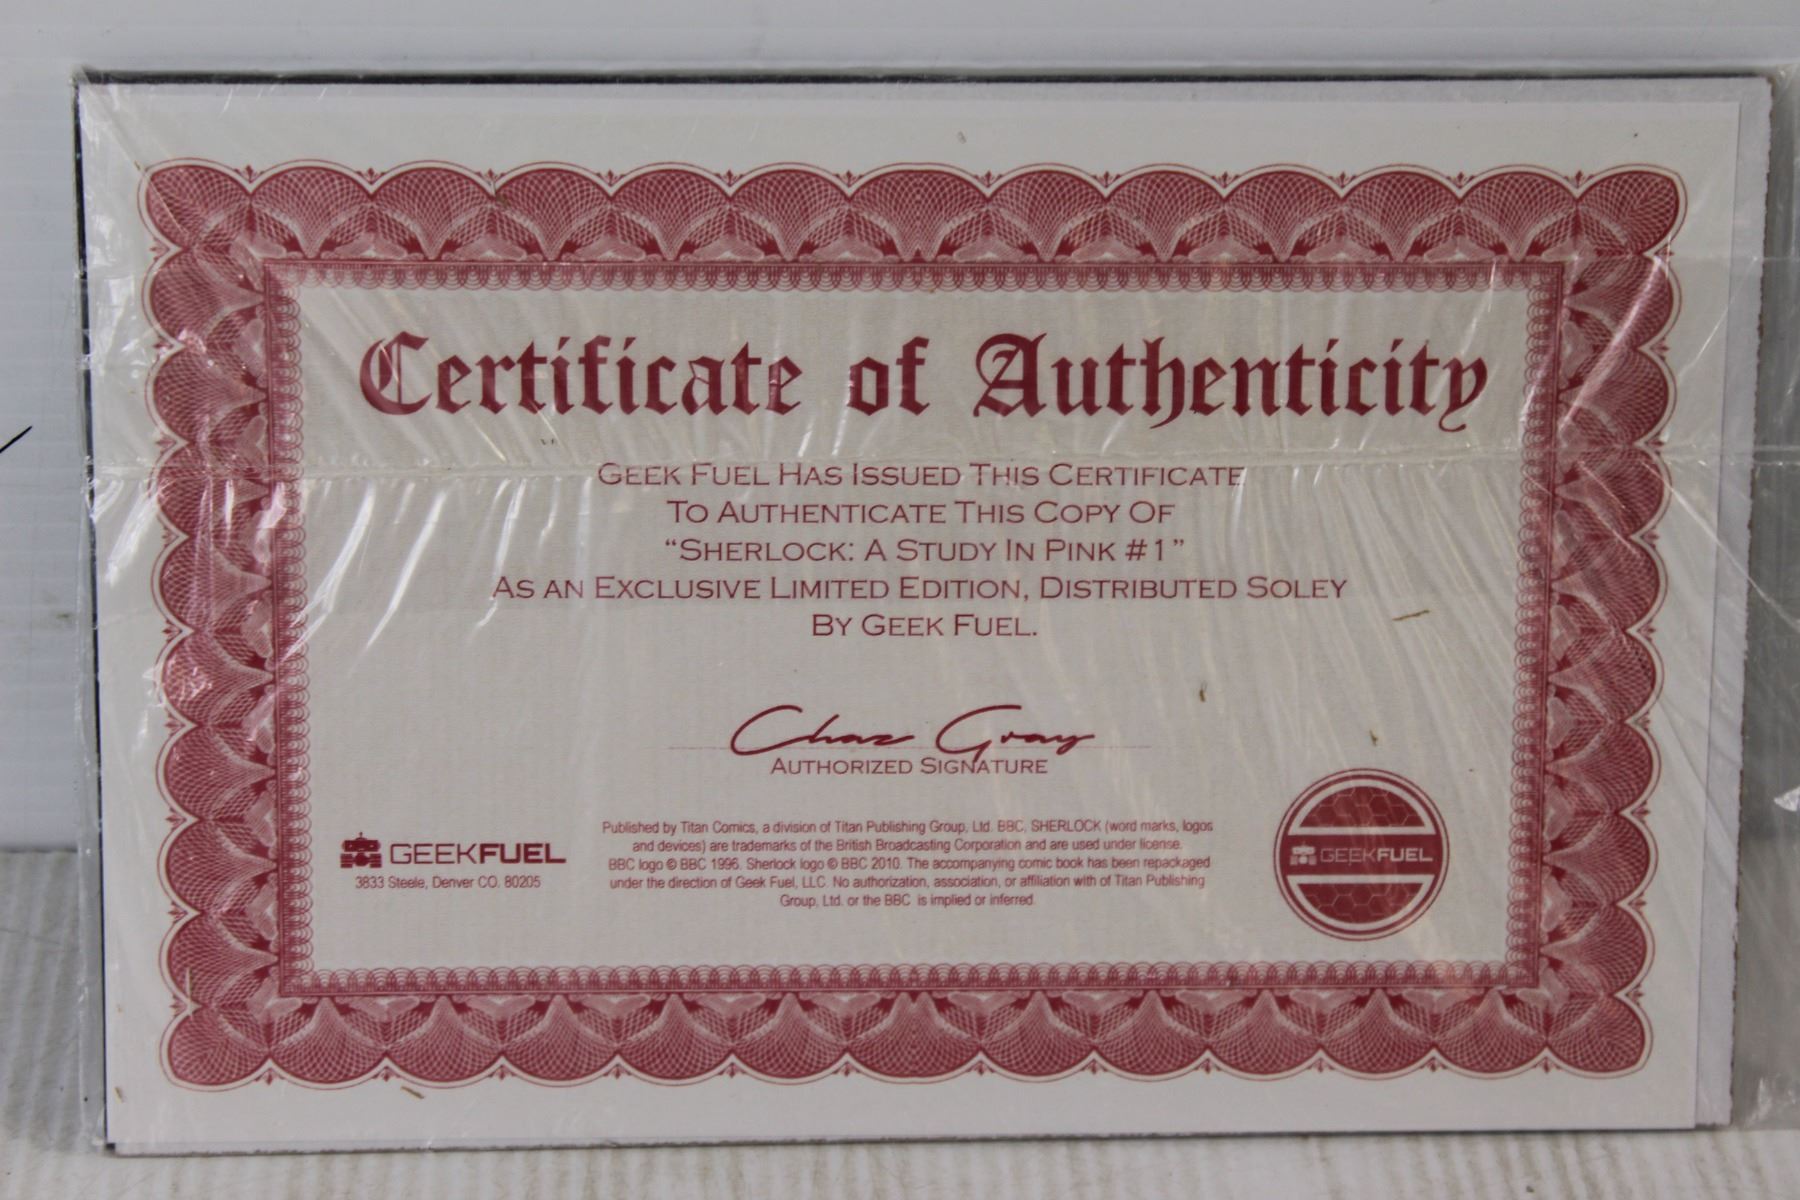 Certificate of Authenticity
GEEK FUEL HAS ISSUED THIS CERTIFICATE
TO AUTHENTICATE THIS COPY OF
“SHERLOCK: A STUDY IN PINK #1”
AS AN EXCLUSIVE LIMITED EDITION, DISTRIBUTED SOLEY
BY GEEK FUEL.
Chaz Gray
AUTHORIZED SIGNATURE
GEEKFUEL
3833 Steele, Denver CO. 80205
Published by Titan Comics, a division of Titan Publishing Group, Ltd. BBC, SHERLOCK (word marks, logos
and devices) are trademarks of the British Broadcasting Corporation and are used under license.
BBC logo © BBC 1996. Sherlock logo © BBC 2010. The accompanying comic book has been repackaged
under the direction of Geek Fuel, LLC. No authorization, association, or affiliation with of Titan Publishing
Group, Ltd. or the BBC is implied or inferred.
GEEKFUEL